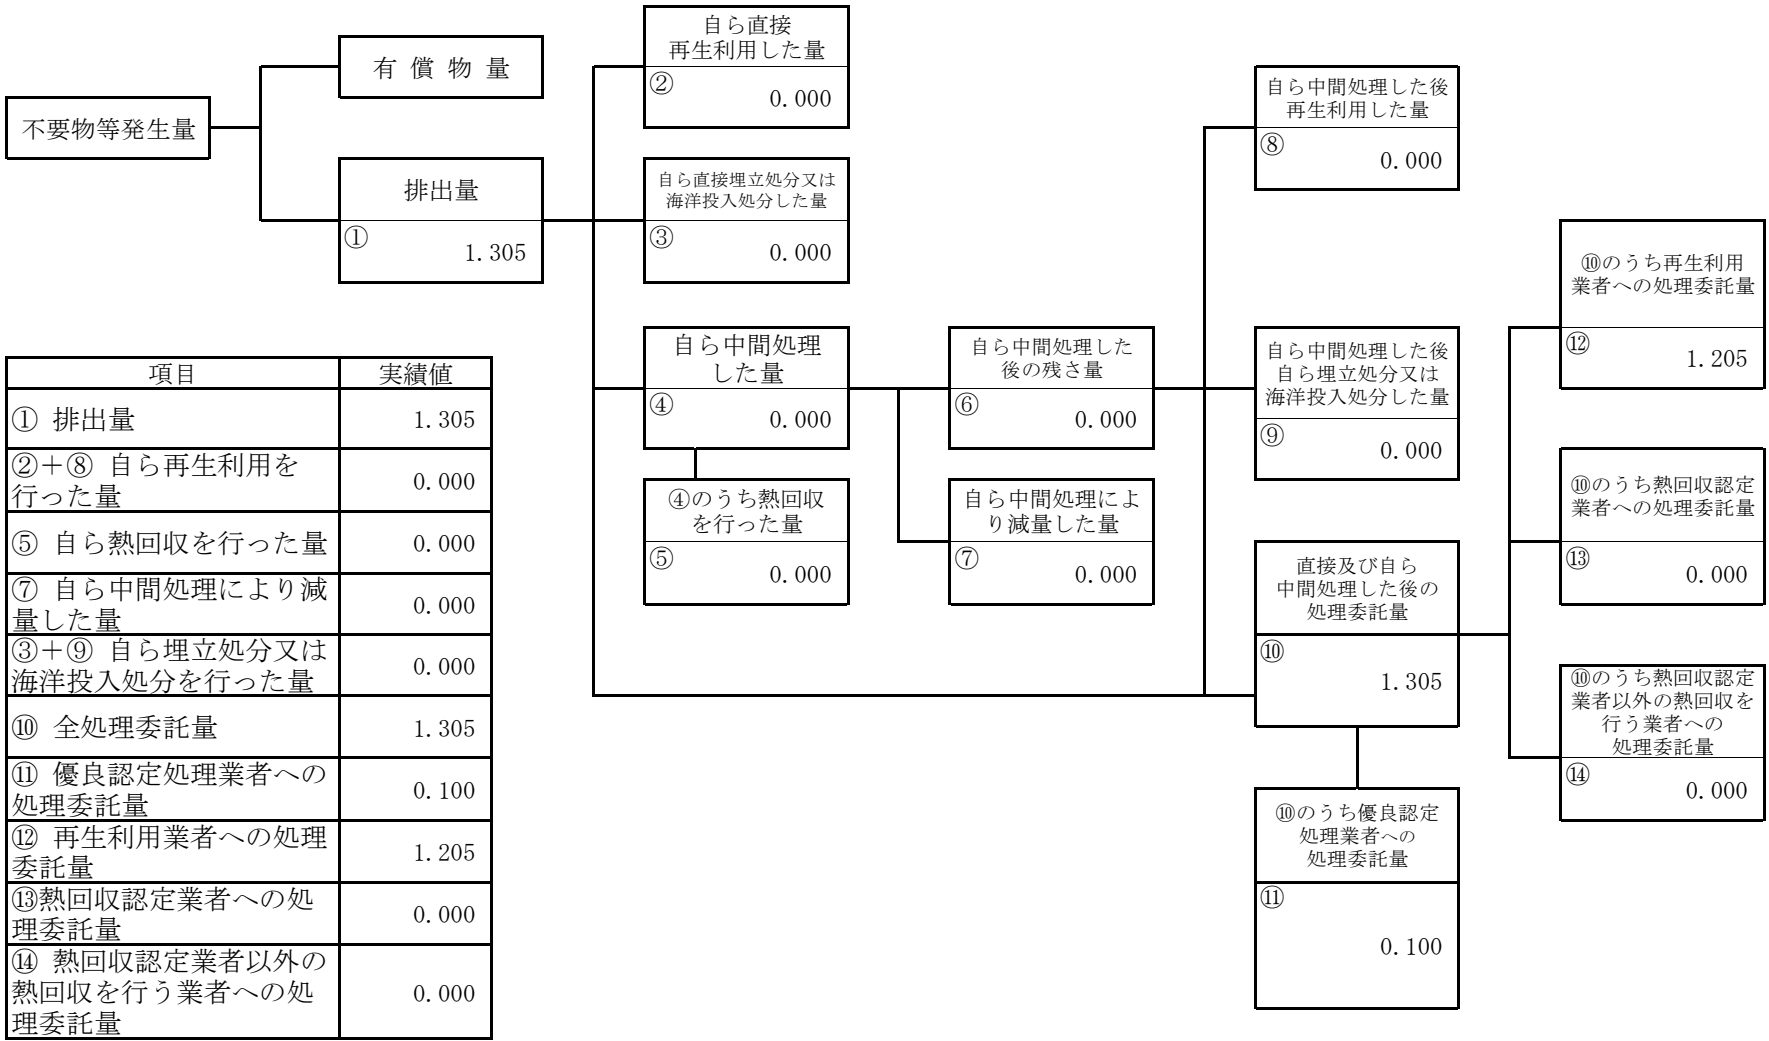 自ら直接
再生利用した量
②
0.000
有 償 物 量
不要物等発生量
排出量
①
1.305
自ら直接埋立処分又は
海洋投入処分した量
③
0.000
自ら中間処理した後
再生利用した量
⑧
0.000
自ら中間処理
した量
④
0.000
自ら中間処理した
後の残さ量
⑥
0.000
自ら中間処理した後
自ら埋立処分又は
海洋投入処分した量
⑨
0.000
⑩のうち再生利用
業者への処理委託量
⑫
1.205
④のうち熱回収
を行った量
⑤
0.000
自ら中間処理によ
り減量した量
⑦
0.000
⑩のうち熱回収認定
業者への処理委託量
⑬
0.000
直接及び自ら
中間処理した後の
処理委託量
⑩
1.305
⑩のうち熱回収認定
業者以外の熱回収を
行う業者への
処理委託量
⑭
0.000
⑩のうち優良認定
処理業者への
処理委託量
⑪
0.100
項目 実績値
① 排出量 1.305
②＋⑧ 自ら再生利用を
行った量 0.000
⑤ 自ら熱回収を行った量 0.000
⑦ 自ら中間処理により減
量した量 0.000
③＋⑨ 自ら埋立処分又は
海洋投入処分を行った量 0.000
⑩ 全処理委託量 1.305
⑪ 優良認定処理業者への
処理委託量 0.100
⑫ 再生利用業者への処理
委託量 1.205
⑬熱回収認定業者への処
理委託量 0.000
⑭ 熱回収認定業者以外の
熱回収を行う業者への処
理委託量 0.000